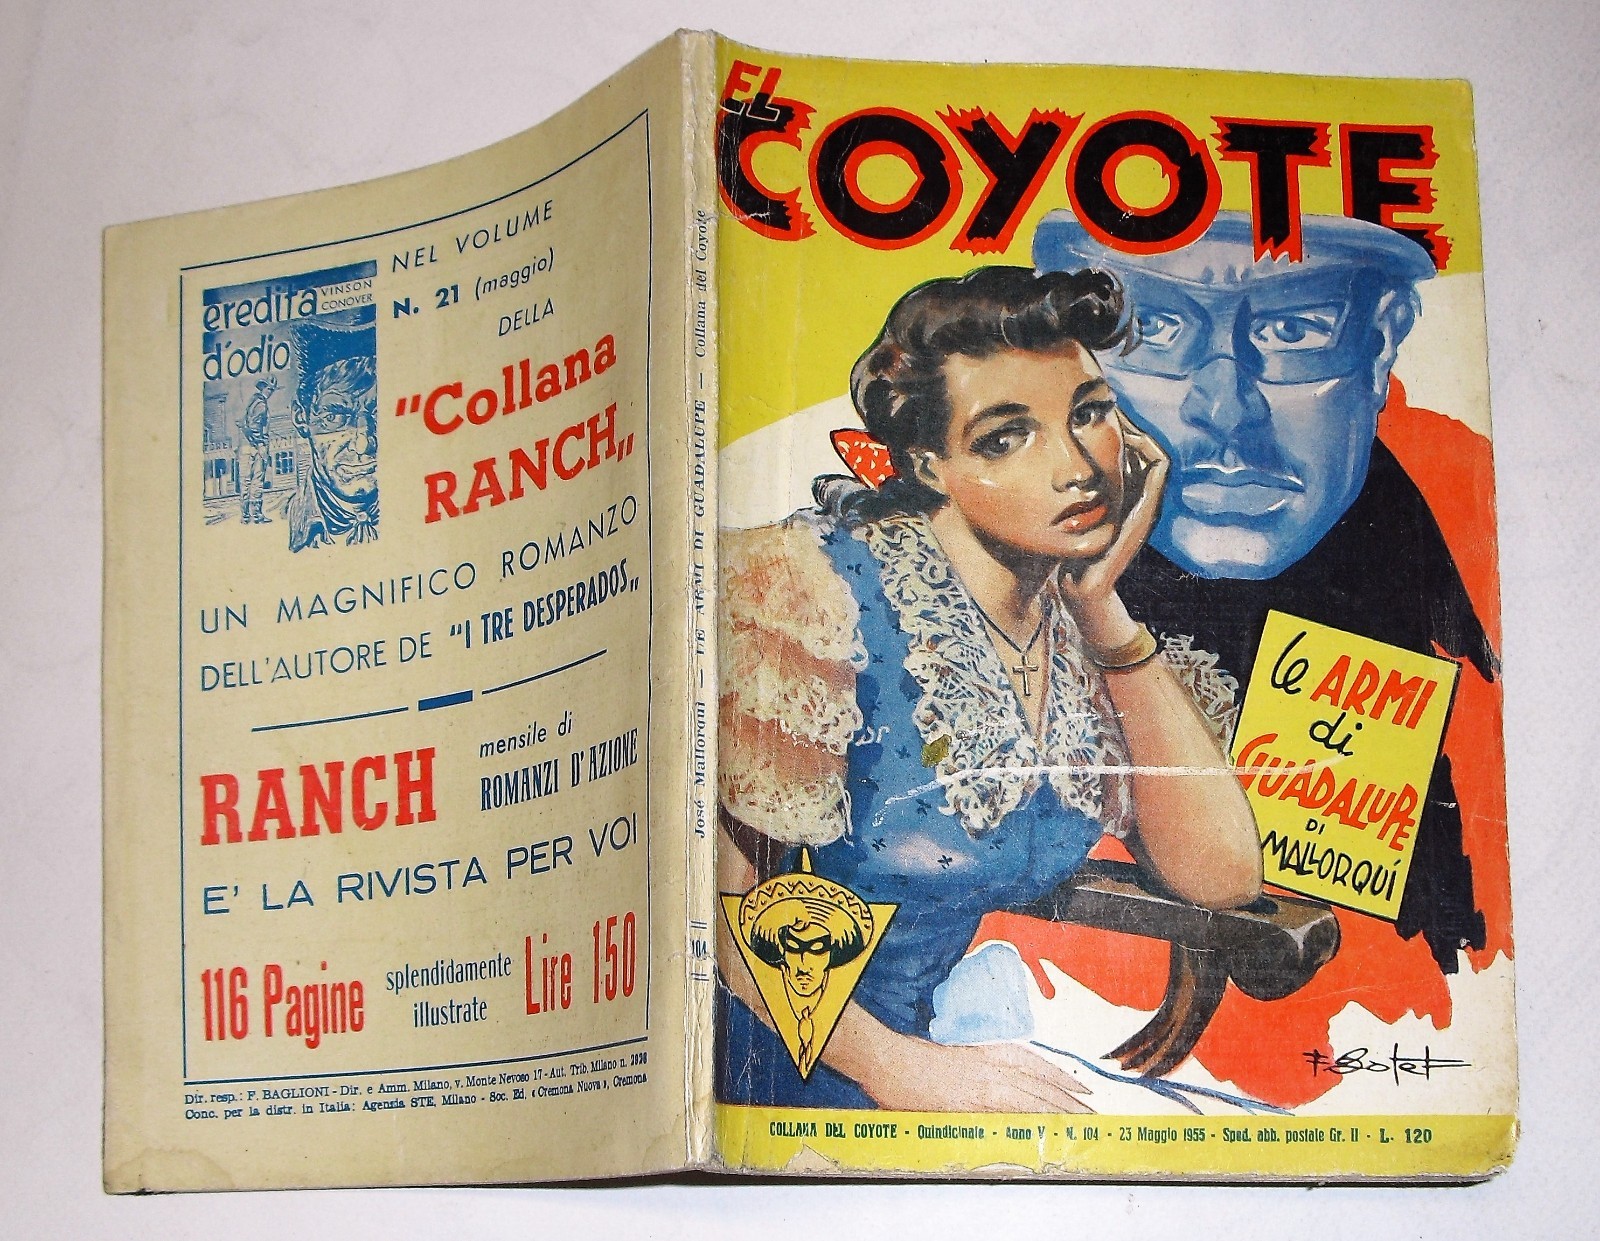 eredità
VINSON
CONOVER
d'odio
NEL VOLUME
N. 21 (maggio)
DELLA
"Collana
RANCH„
UN MAGNIFICO ROMANZO
DELL'AUTORE DE "I TRE DESPERADOS„
RANCH
mensile di
ROMANZI D'AZIONE
E' LA RIVISTA PER VOI
116 Pagine
splendidamente
illustrate
Lire 150
Dir. resp.: F. BAGLIONI - Dir. e Amm. Milano, v. Monte Nevoso 17 - Aut. Trib. Milano n.
Conc. per la distr. in Italia: Agenzia STE, Milano - Soc. Ed. «Cremona Nuova», Cremona
José Mallorquí — LE ARMI DI GUADALUPE — Collana del Coyote
104
EL
COYOTE
le ARMI
di
GUADALUPE
DI
MALLORQUÍ
F. Batet
COLLANA DEL COYOTE - Quindicinale - Anno V - N. 104 - 23 Maggio 1955 - Sped. abb. postale Gr. II - L. 120